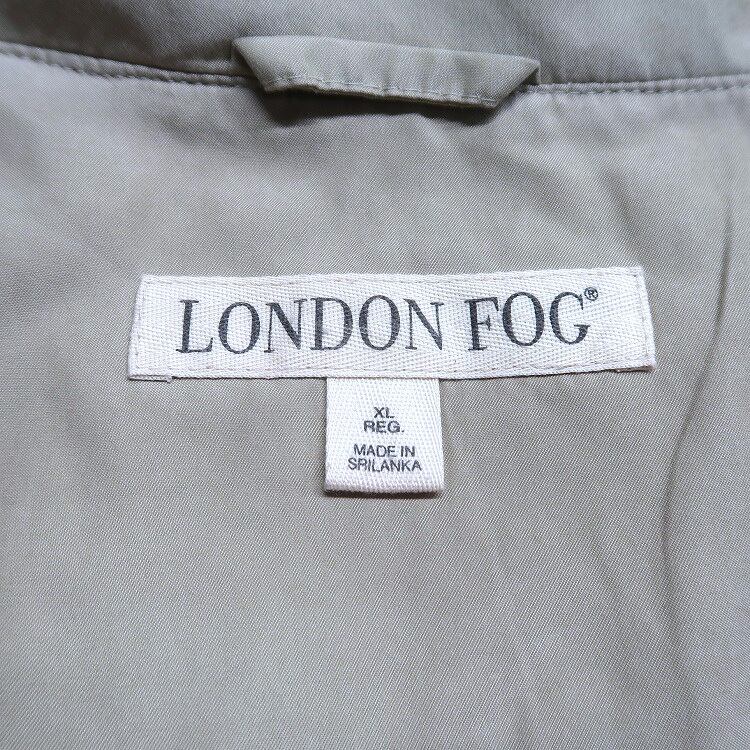 LONDON FOG®
XL
REG.
MADE IN
SRILANKA